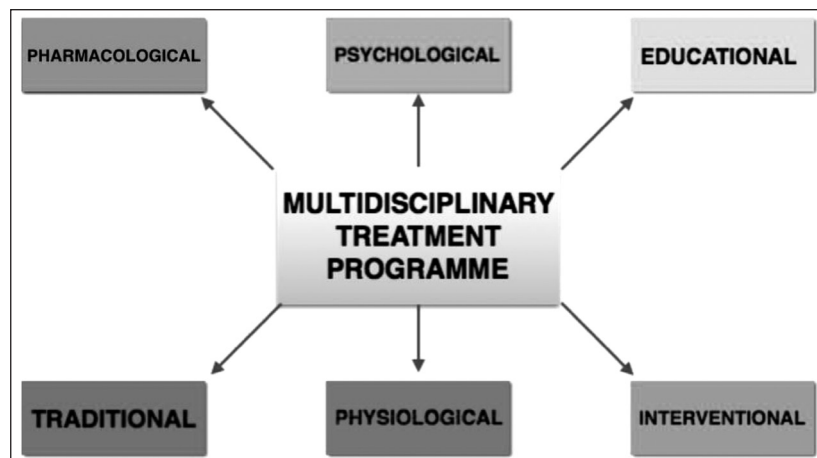 PHARMACOLOGICAL
PSYCHOLOGICAL
EDUCATIONAL
MULTIDISCIPLINARY
TREATMENT
PROGRAMME
TRADITIONAL
PHYSIOLOGICAL
INTERVENTIONAL